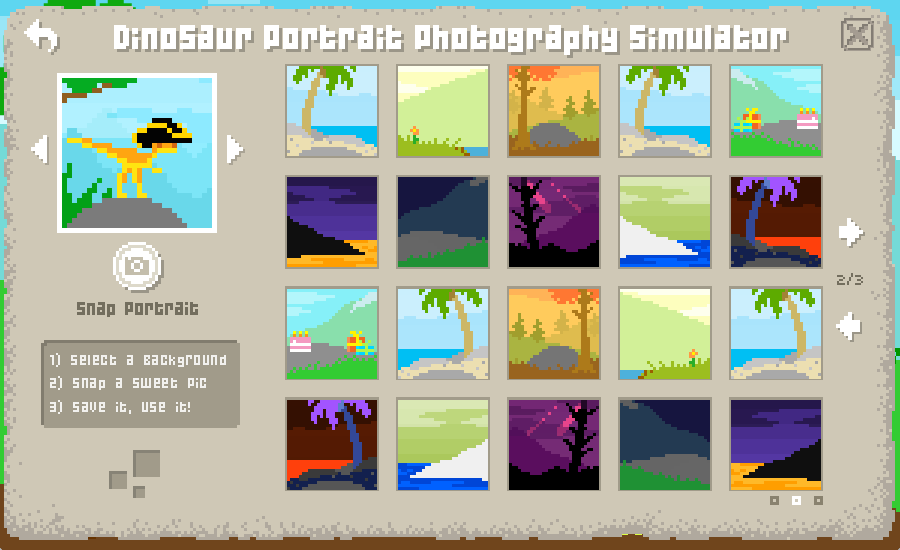 Dinosaur Portrait Photography Simulator
Snap Portrait
1) Select a Background
2) Snap a sweet pic
3) Save it, use it!
2/3